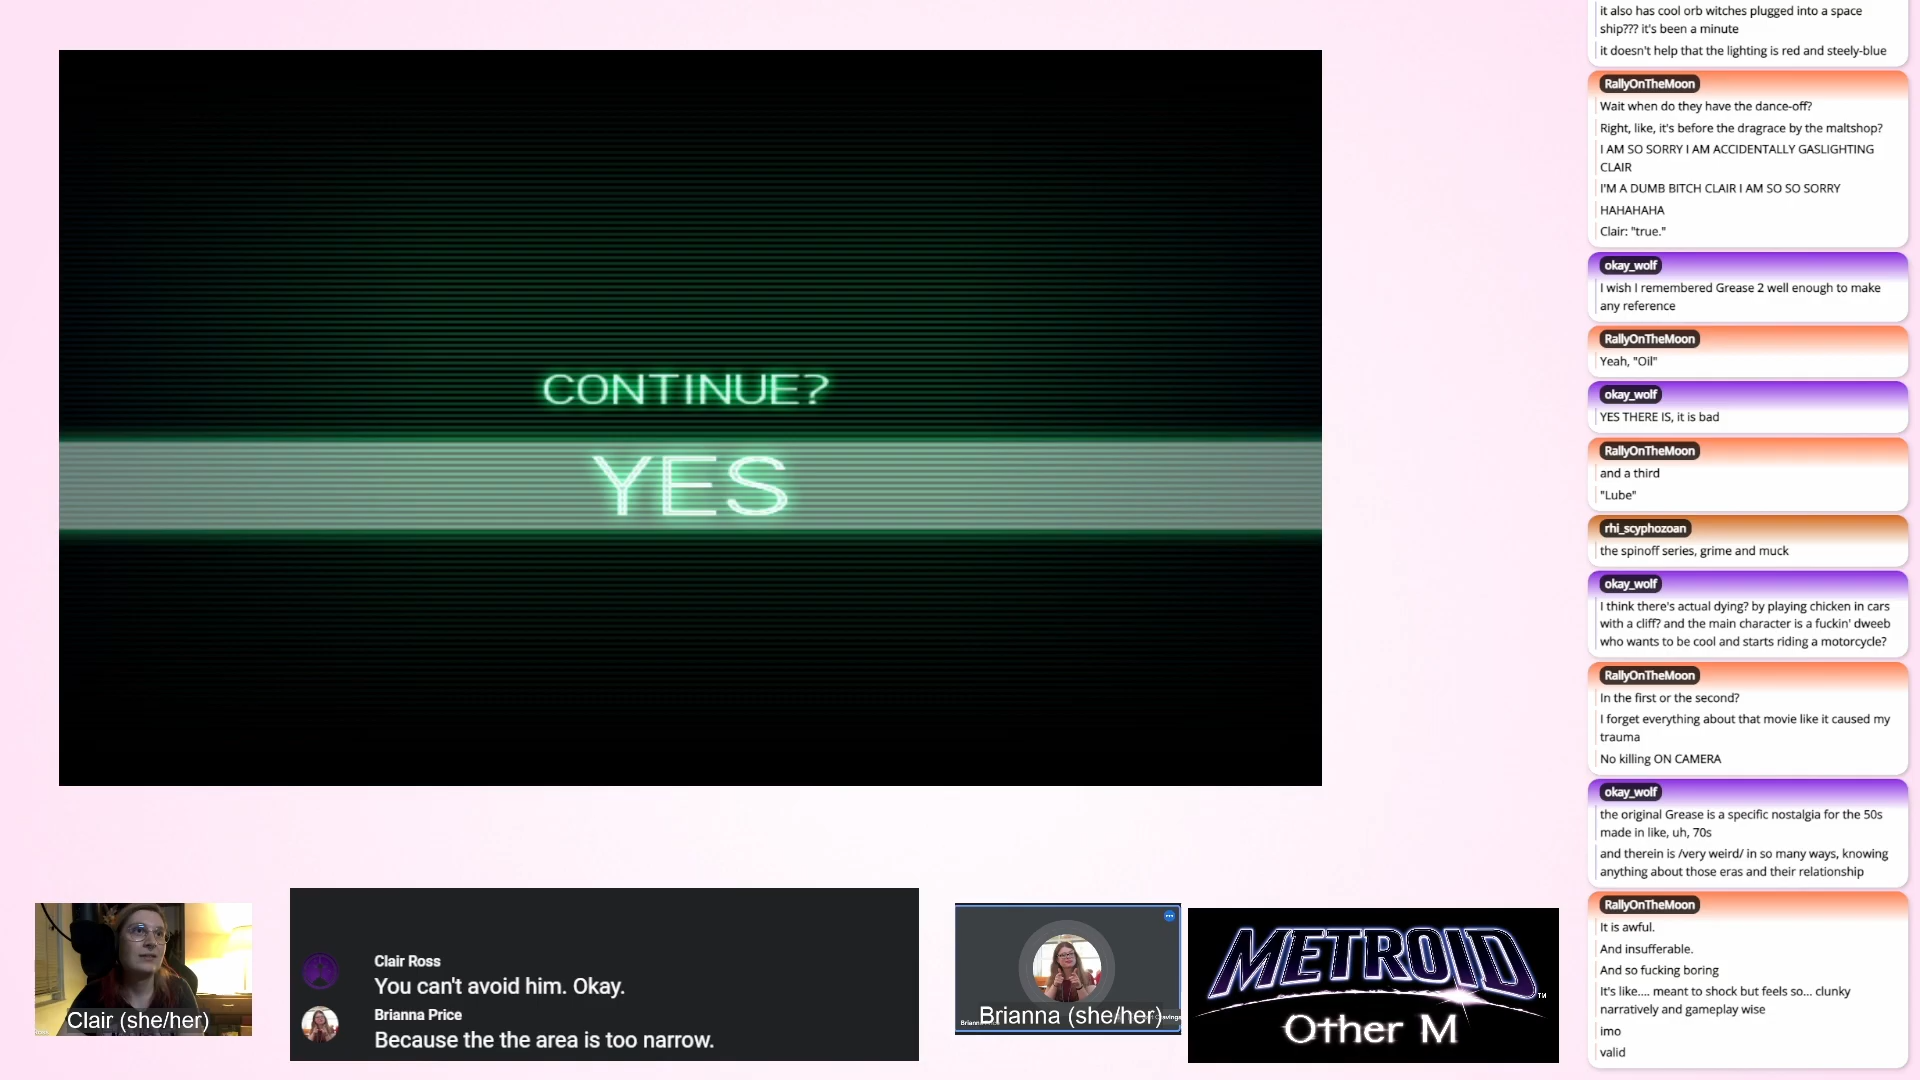 CONTINUE?
YES
it also has cool orb witches plugged into a space
ship??? it's been a minute
it doesn't help that the lighting is red and steely-blue
RallyOnTheMoon
Wait when do they have the dance-off?
Right, like, it's before the dragrace by the maltshop?
I AM SO SORRY I AM ACCIDENTALLY GASLIGHTING
CLAIR
I'M A DUMB BITCH CLAIR I AM SO SO SORRY
HAHAHAHA
Clair: "true."
okay_wolf
I wish I remembered Grease 2 well enough to make
any reference
RallyOnTheMoon
Yeah, "Oil"
okay_wolf
YES THERE IS, it is bad
RallyOnTheMoon
and a third
"Lube"
rhi_scyphozoan
the spinoff series, grime and muck
okay_wolf
I think there's actual dying? by playing chicken in cars
with a cliff? and the main character is a fuckin' dweeb
who wants to be cool and starts riding a motorcycle?
RallyOnTheMoon
In the first or the second?
I forget everything about that movie like it caused my
trauma
No killing ON CAMERA
okay_wolf
the original Grease is a specific nostalgia for the 50s
made in like, uh, 70s
and therein is /very weird/ in so many ways, knowing
anything about those eras and their relationship
RallyOnTheMoon
It is awful.
And insufferable.
And so fucking boring
It's like.... meant to shock but feels so... clunky
narratively and gameplay wise
imo
valid
Clair (she/her)
Clair Ross
You can't avoid him. Okay.
Brianna Price
Because the the area is too narrow.
Brianna (she/her)
METROID
TM
Other M